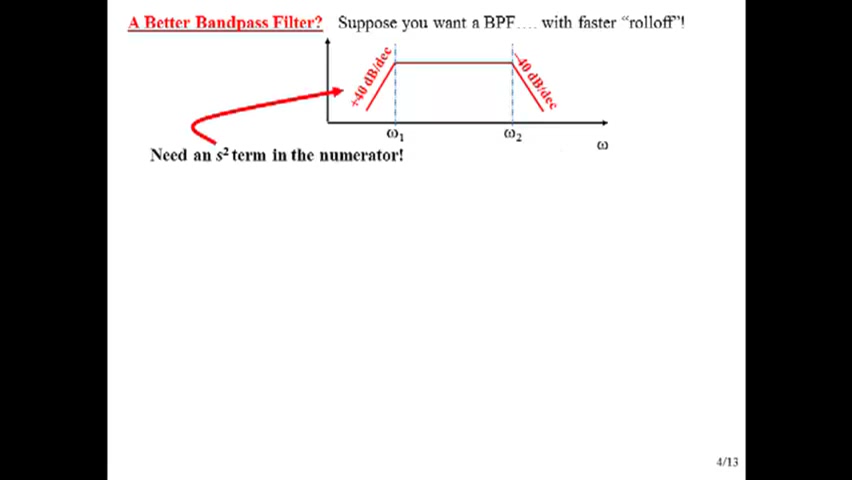 A Better Bandpass Filter? Suppose you want a BPF…. with faster “rolloff”!
+40 dB/dec
-40 dB/dec
ω1
ω2
ω
Need an s² term in the numerator!
4/13